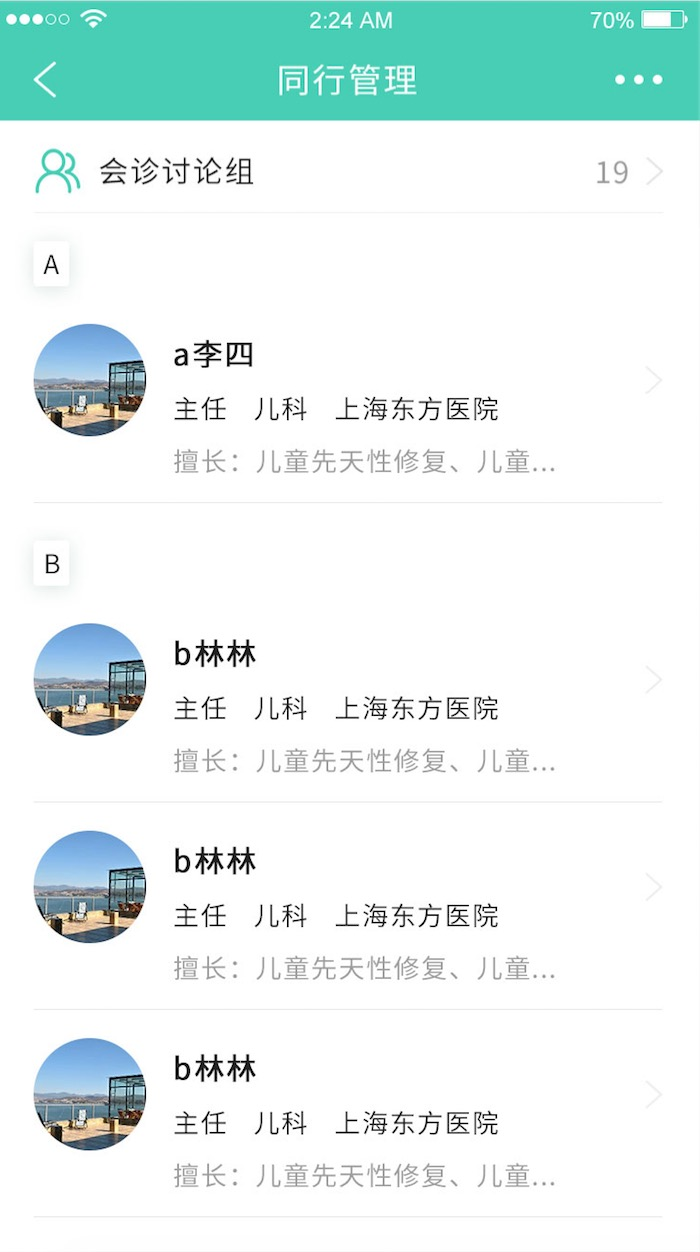 2:24 AM 70%
同行管理
会诊讨论组 19
A
a李四
主任 儿科 上海东方医院
擅长：儿童先天性修复、儿童...
B
b林林
主任 儿科 上海东方医院
擅长：儿童先天性修复、儿童...
b林林
主任 儿科 上海东方医院
擅长：儿童先天性修复、儿童...
b林林
主任 儿科 上海东方医院
擅长：儿童先天性修复、儿童...